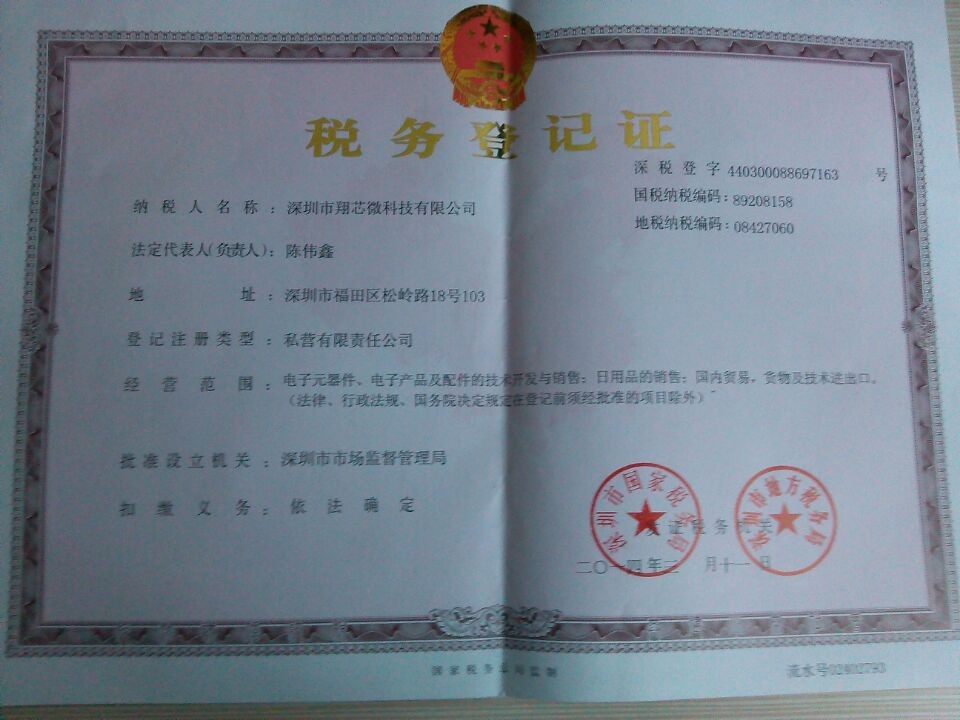 税务登记证
深税登字 440300088697163 号
国税纳税编码：89208158
地税纳税编码：08427060
纳税人名称：深圳市翔芯微科技有限公司
法定代表人(负责人)：陈伟鑫
地址：深圳市福田区松岭路18号103
登记注册类型：私营有限责任公司
经营范围：电子元器件、电子产品及配件的技术开发与销售；日用品的销售；国内贸易，货物及技术进出口。
（法律、行政法规、国务院决定规定在登记前须经批准的项目除外）
批准设立机关：深圳市市场监督管理局
扣缴义务：依法确定
深圳市国家税务局
深圳市地方税务局
发证税务机关
二〇一四年二月十一日
国家税务总局监制
流水号02402793